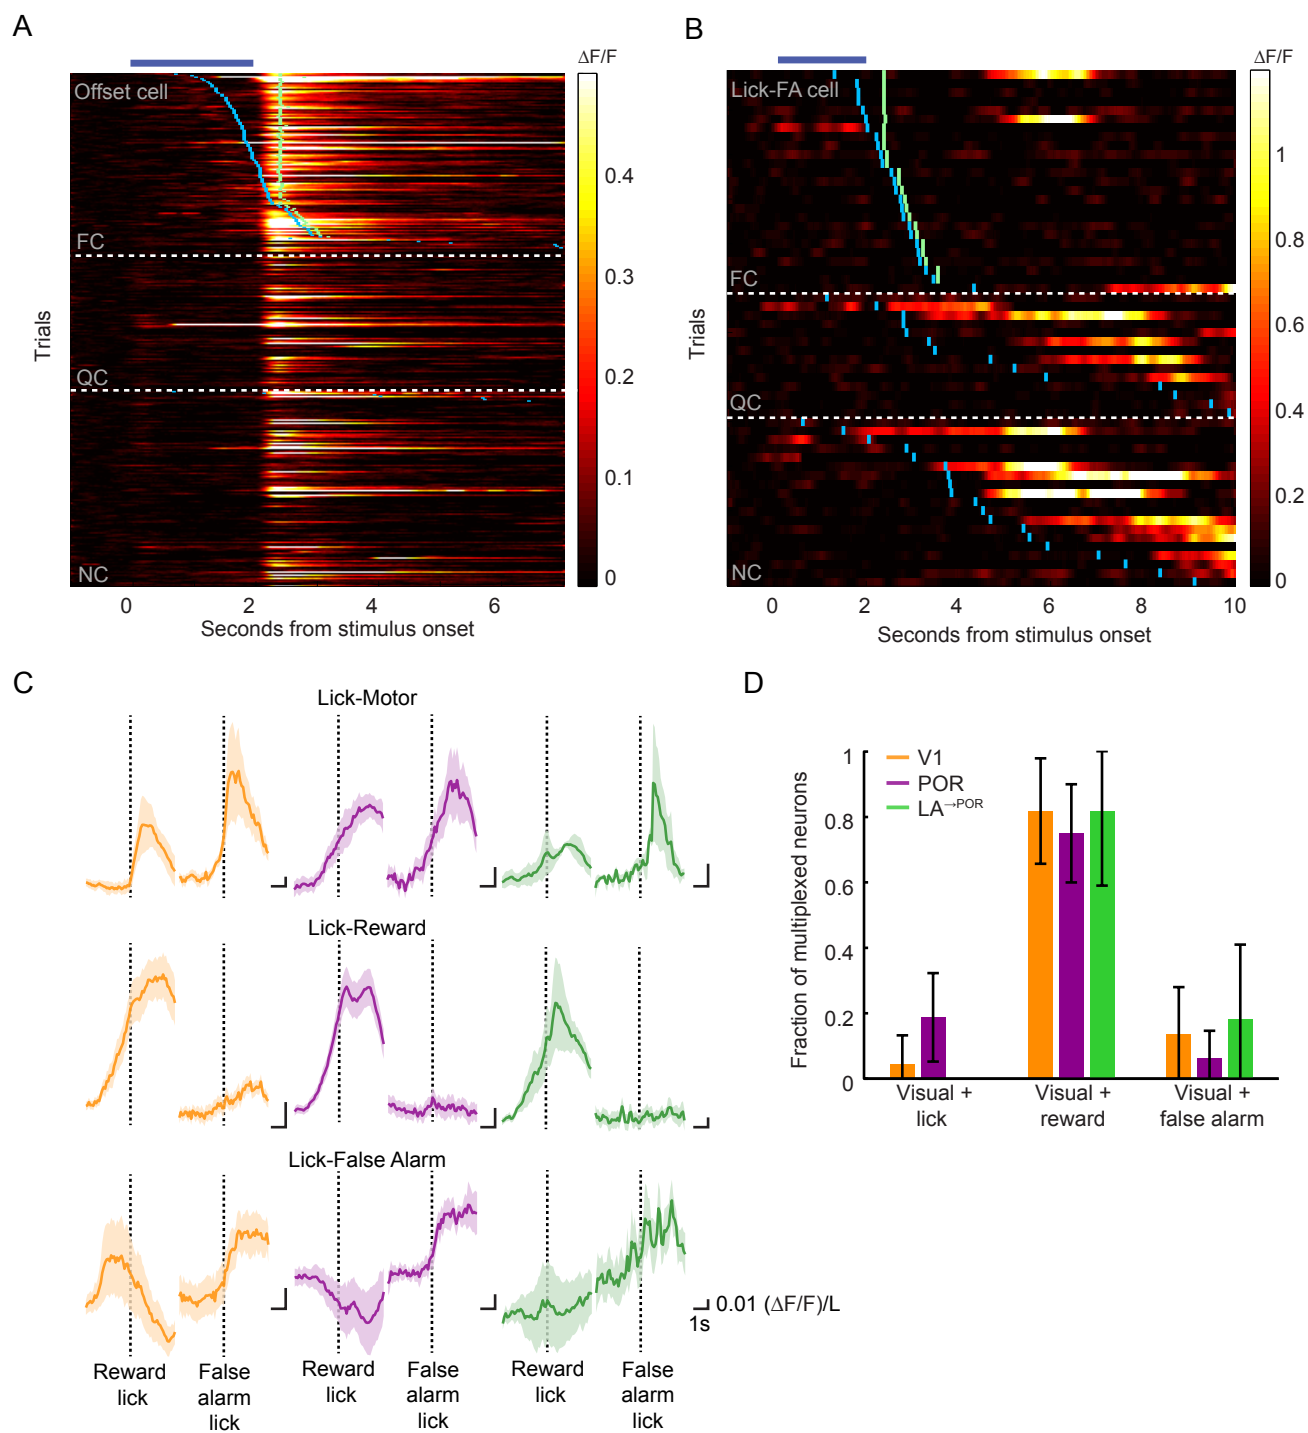 A
ΔF/F
Offset cell
FC
QC
NC
Trials
0.4
0.3
0.2
0.1
0
0 2 4 6
Seconds from stimulus onset
B
ΔF/F
Lick-FA cell
FC
QC
NC
Trials
1
0.8
0.6
0.4
0.2
0
0 2 4 6 8 10
Seconds from stimulus onset
C
Lick-Motor
Lick-Reward
Lick-False Alarm
0.01 (ΔF/F)/L
1s
Reward lick
False alarm lick
Reward lick
False alarm lick
Reward lick
False alarm lick
D
V1
POR
LA→POR
Fraction of multiplexed neurons
1
0.8
0.6
0.4
0.2
0
Visual + lick
Visual + reward
Visual + false alarm